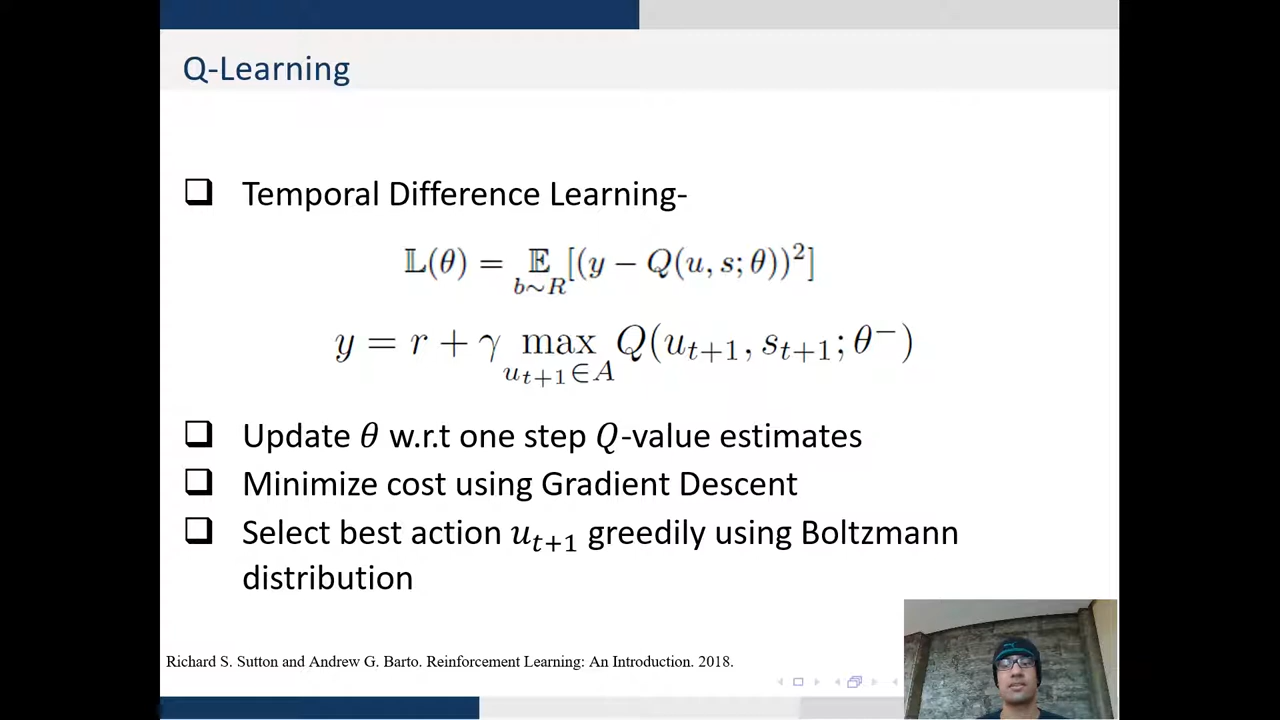 Q-Learning
❑ Temporal Difference Learning-
𝕃(θ) = 𝔼_{b∼R}[(y − Q(u, s; θ))²]
y = r + γ max_{u_{t+1}∈A} Q(u_{t+1}, s_{t+1}; θ⁻)
❑ Update θ w.r.t one step Q-value estimates
❑ Minimize cost using Gradient Descent
❑ Select best action u_{t+1} greedily using Boltzmann
distribution
Richard S. Sutton and Andrew G. Barto. Reinforcement Learning: An Introduction. 2018.